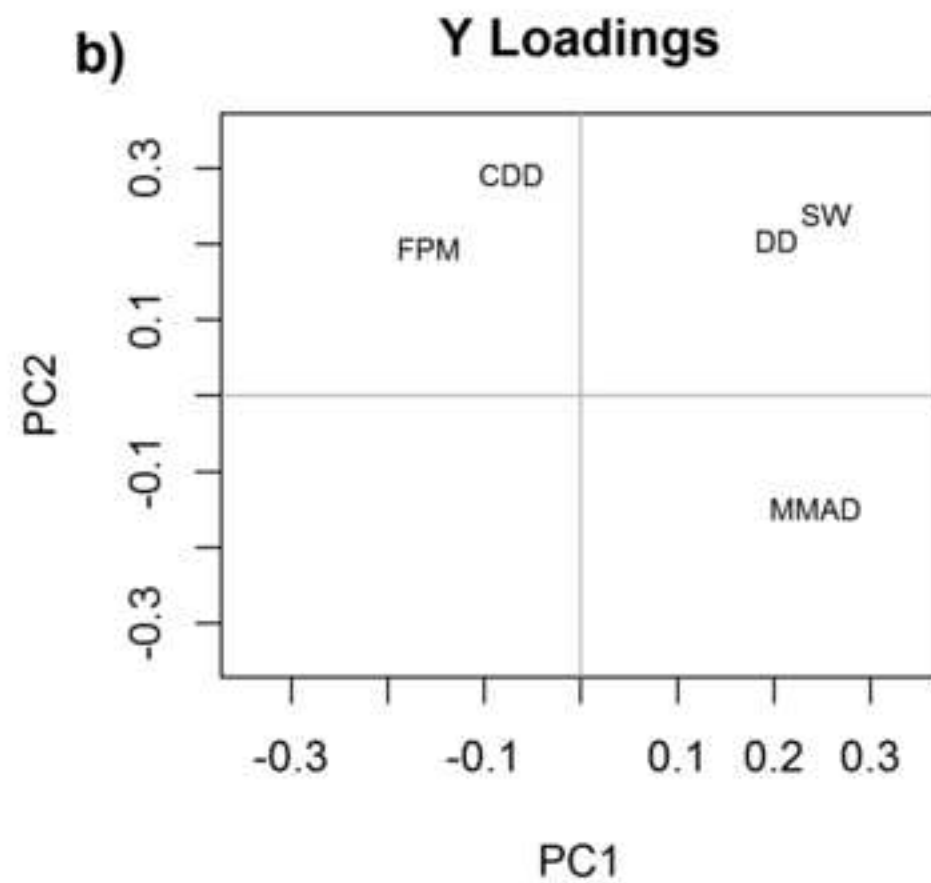 b)
Y Loadings
0.3
CDD
SW
DD
FPM
0.1
PC2
-0.1
MMAD
-0.3
-0.3 -0.1 0.1 0.2 0.3
PC1